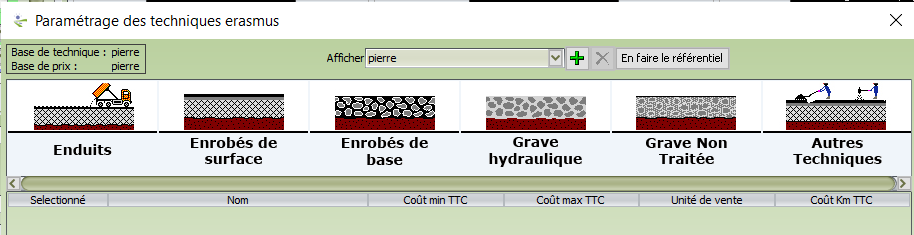 Paramétrage des techniques erasmus
Base de technique : pierre
Base de prix : pierre
Afficher pierre En faire le référentiel
Enduits
Enrobés de surface
Enrobés de base
Grave hydraulique
Grave Non Traitée
Autres Techniques
Selectionné Nom Coût min TTC Coût max TTC Unité de vente Coût Km TTC